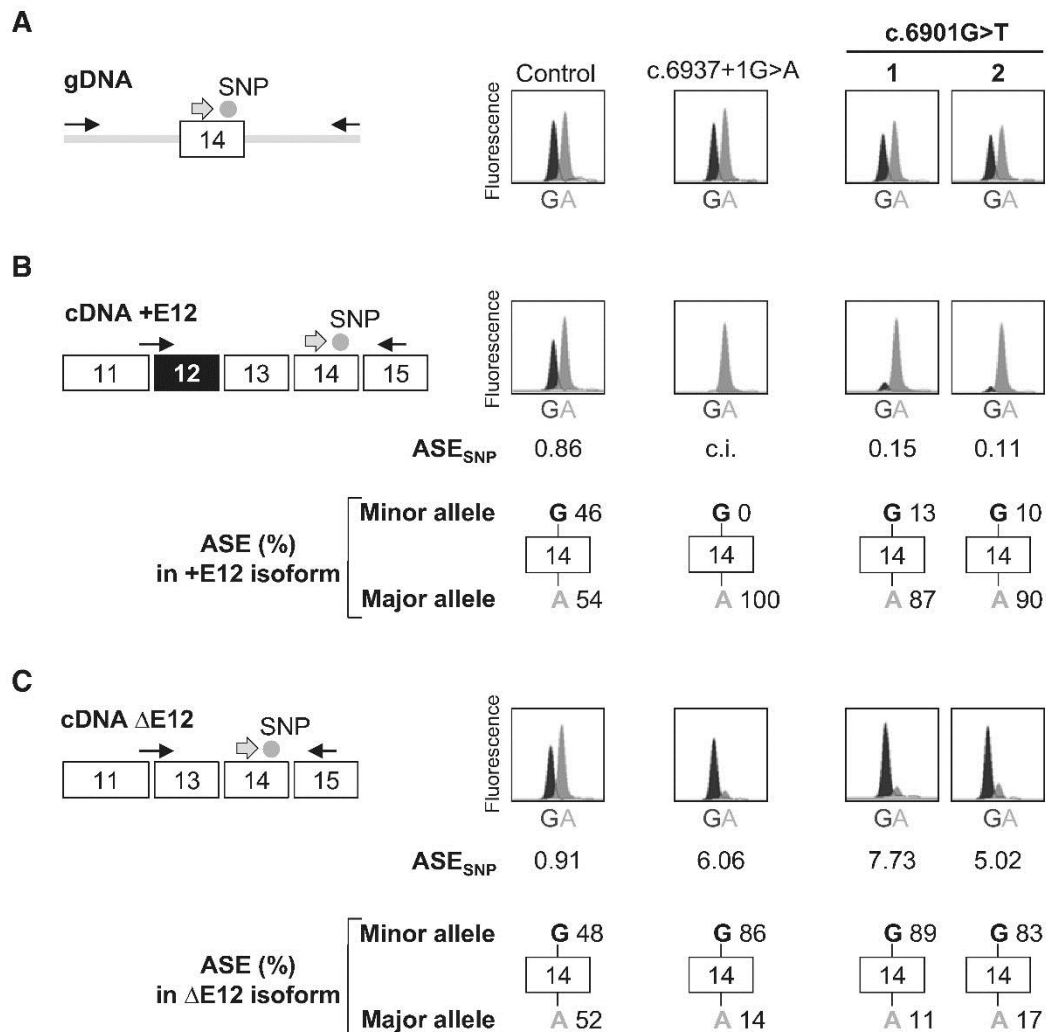 A
c.6901G>T
gDNA
SNP
14
Control
c.6937+1G>A
1
2
Fluorescence
GA
GA
GA
GA
B
cDNA +E12
SNP
11
12
13
14
15
Fluorescence
GA
GA
GA
GA
ASE_SNP 0.86 c.i. 0.15 0.11
Minor allele G 46 G 0 G 13 G 10
ASE (%)
in +E12 isoform
14 14 14 14
Major allele A 54 A 100 A 87 A 90
C
cDNA ΔE12
SNP
11
13
14
15
Fluorescence
GA
GA
GA
GA
ASE_SNP 0.91 6.06 7.73 5.02
Minor allele G 48 G 86 G 89 G 83
ASE (%)
in ΔE12 isoform
14 14 14 14
Major allele A 52 A 14 A 11 A 17